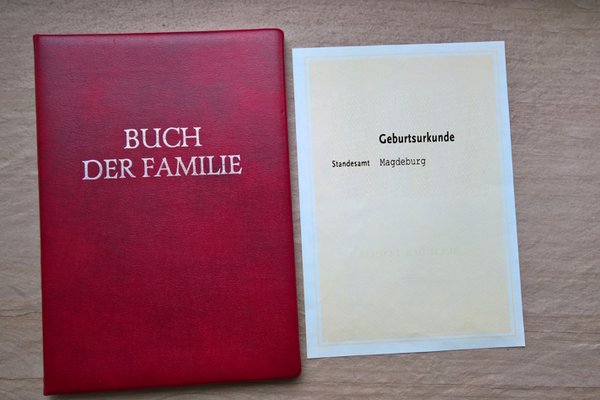 BUCH
DER FAMILIE
Geburtsurkunde
Standesamt Magdeburg